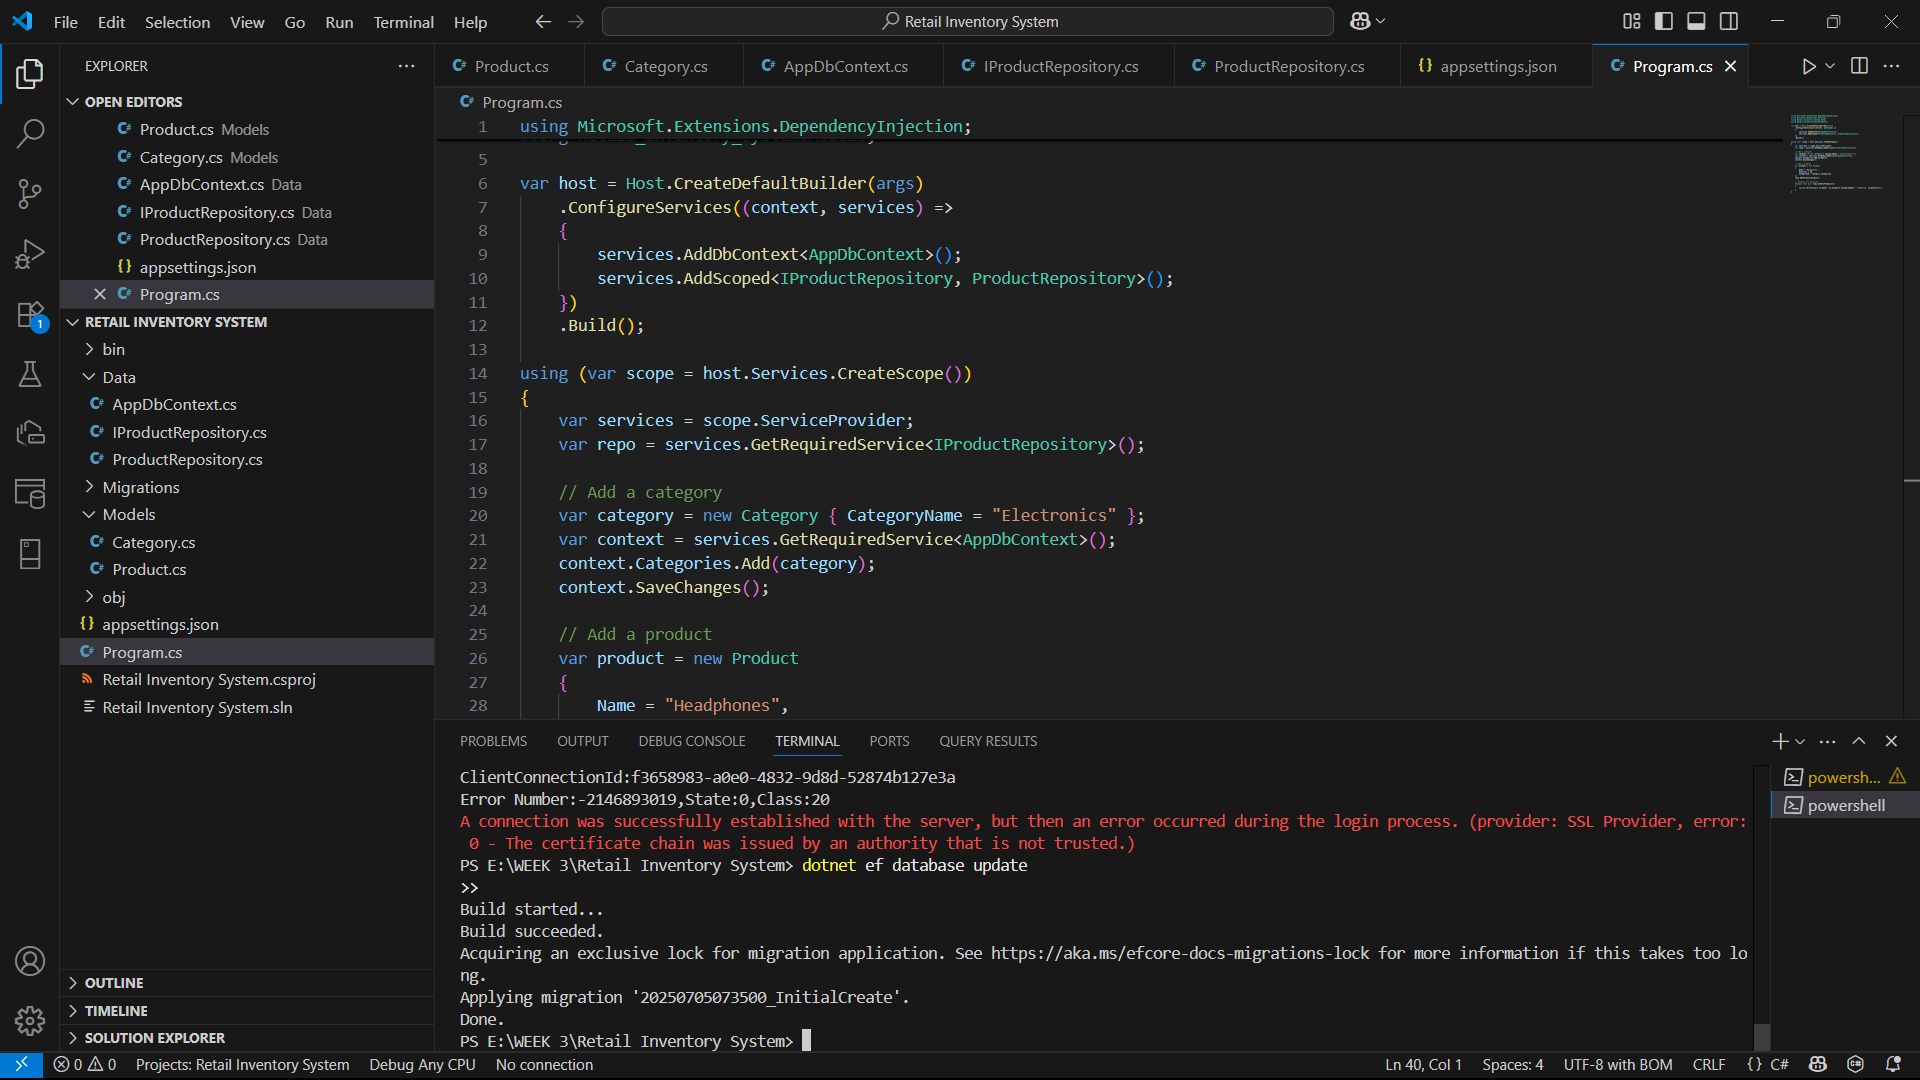 File Edit Selection View Go Run Terminal Help
Retail Inventory System
EXPLORER
OPEN EDITORS
Product.cs Models
Category.cs Models
AppDbContext.cs Data
IProductRepository.cs Data
ProductRepository.cs Data
appsettings.json
Program.cs
RETAIL INVENTORY SYSTEM
bin
Data
AppDbContext.cs
IProductRepository.cs
ProductRepository.cs
Migrations
Models
Category.cs
Product.cs
obj
appsettings.json
Program.cs
Retail Inventory System.csproj
Retail Inventory System.sln
OUTLINE
TIMELINE
SOLUTION EXPLORER
1
Product.cs Category.cs AppDbContext.cs IProductRepository.cs ProductRepository.cs appsettings.json Program.cs
Program.cs
1 using Microsoft.Extensions.DependencyInjection;
5
6 var host = Host.CreateDefaultBuilder(args)
7 .ConfigureServices((context, services) =>
8 {
9 services.AddDbContext<AppDbContext>();
10 services.AddScoped<IProductRepository, ProductRepository>();
11 })
12 .Build();
13
14 using (var scope = host.Services.CreateScope())
15 {
16 var services = scope.ServiceProvider;
17 var repo = services.GetRequiredService<IProductRepository>();
18
19 // Add a category
20 var category = new Category { CategoryName = "Electronics" };
21 var context = services.GetRequiredService<AppDbContext>();
22 context.Categories.Add(category);
23 context.SaveChanges();
24
25 // Add a product
26 var product = new Product
27 {
28 Name = "Headphones",
PROBLEMS OUTPUT DEBUG CONSOLE TERMINAL PORTS QUERY RESULTS
ClientConnectionId:f3658983-a0e0-4832-9d8d-52874b127e3a
Error Number:-2146893019,State:0,Class:20
A connection was successfully established with the server, but then an error occurred during the login process. (provider: SSL Provider, error:
0 - The certificate chain was issued by an authority that is not trusted.)
PS E:\WEEK 3\Retail Inventory System> dotnet ef database update
>>
Build started...
Build succeeded.
Acquiring an exclusive lock for migration application. See https://aka.ms/efcore-docs-migrations-lock for more information if this takes too lo
ng.
Applying migration '20250705073500_InitialCreate'.
Done.
PS E:\WEEK 3\Retail Inventory System>
powersh...
powershell
0 0 Projects: Retail Inventory System Debug Any CPU No connection Ln 40, Col 1 Spaces: 4 UTF-8 with BOM CRLF {} C#